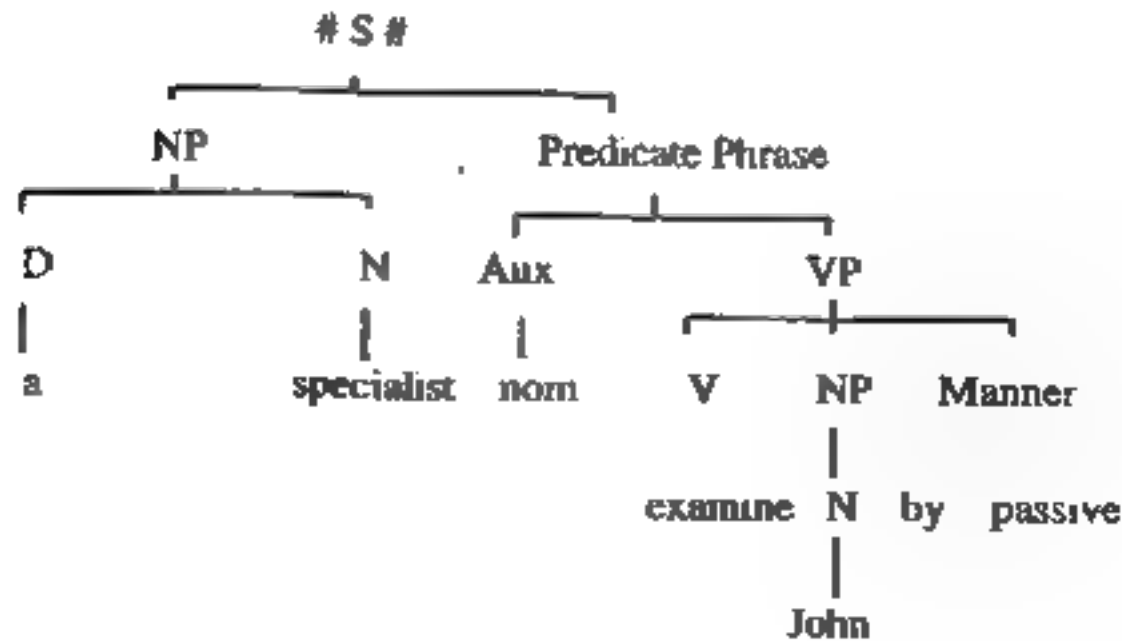 # S #
NP Predicate Phrase
D N Aux VP
a specialist nom V NP Manner
examine N by passive
John